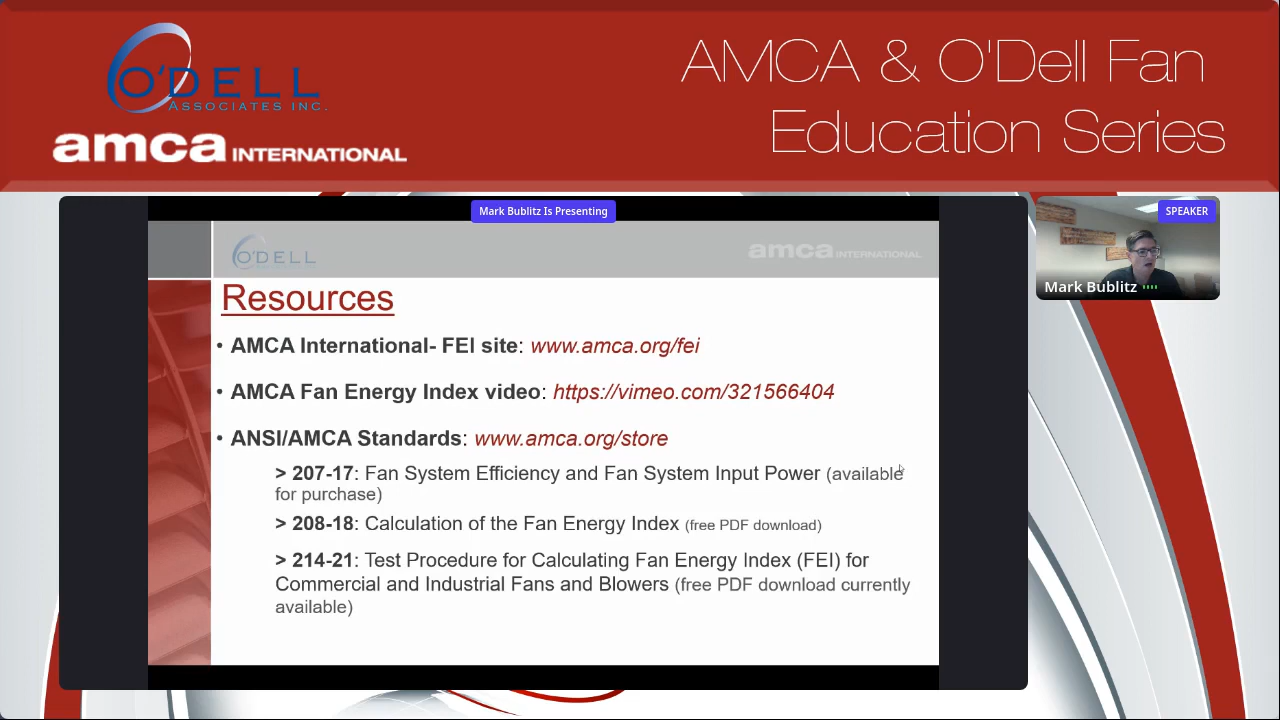 O'DELL
ASSOCIATES INC.
amca INTERNATIONAL
AMCA & O'Dell Fan
Education Series
Mark Bublitz Is Presenting
SPEAKER
Mark Bublitz
O'DELL
amca INTERNATIONAL
Resources
• AMCA International- FEI site: www.amca.org/fei
• AMCA Fan Energy Index video: https://vimeo.com/321566404
• ANSI/AMCA Standards: www.amca.org/store
> 207-17: Fan System Efficiency and Fan System Input Power (available
for purchase)
> 208-18: Calculation of the Fan Energy Index (free PDF download)
> 214-21: Test Procedure for Calculating Fan Energy Index (FEI) for
Commercial and Industrial Fans and Blowers (free PDF download currently
available)